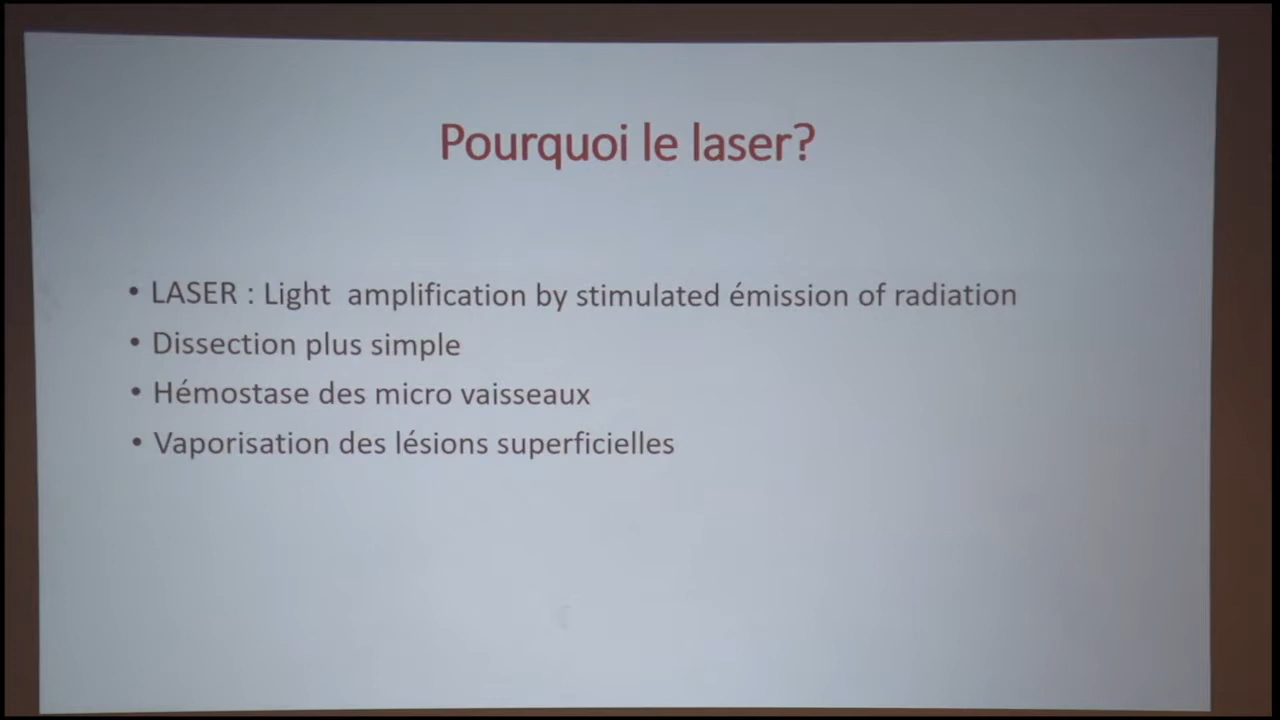 Pourquoi le laser?
• LASER : Light amplification by stimulated émission of radiation
• Dissection plus simple
• Hémostase des micro vaisseaux
• Vaporisation des lésions superficielles